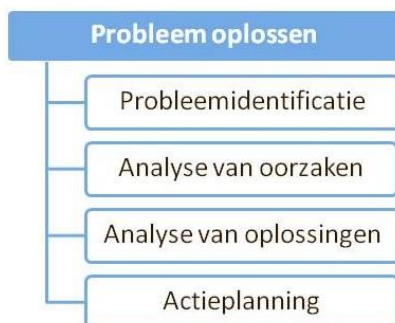 Probleem oplossen
Probleemidentificatie
Analyse van oorzaken
Analyse van oplossingen
Actieplanning